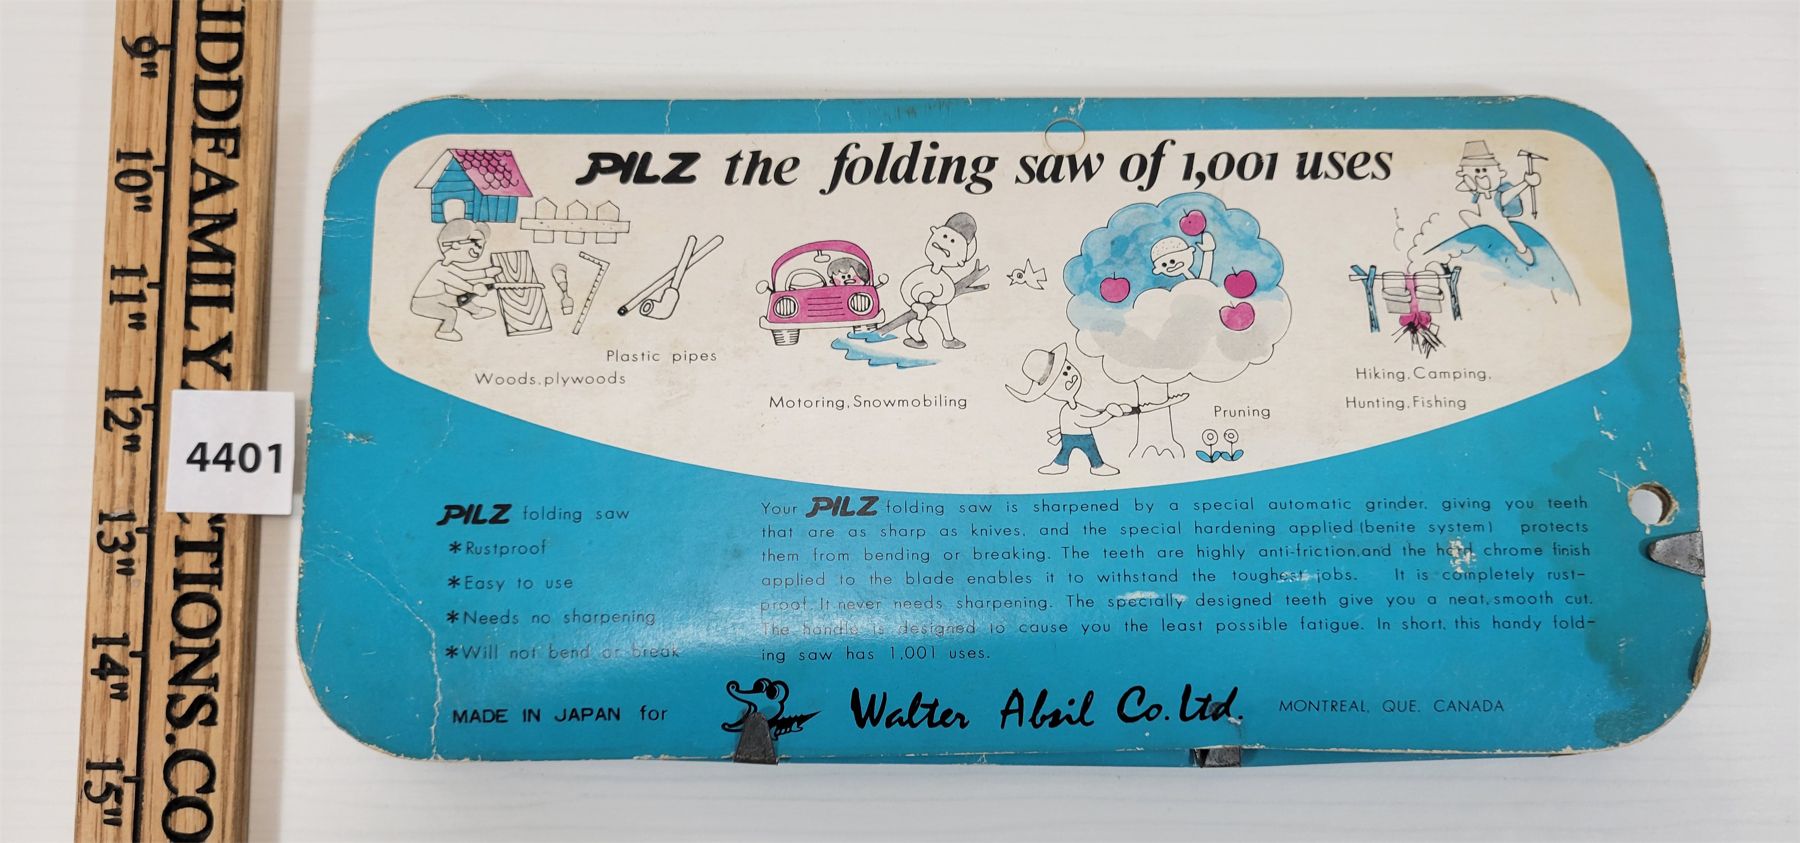 PILZ the folding saw of 1,001 uses
Plastic pipes
Woods,plywoods
Motoring,Snowmobiling
Pruning
Hiking,Camping,
Hunting,Fishing
PILZ folding saw
*Rustproof
*Easy to use
*Needs no sharpening
*Will not bend or break
Your PILZ folding saw is sharpened by a special automatic grinder, giving you teeth
that are as sharp as knives, and the special hardening applied (benite system) protects
them from bending or breaking. The teeth are highly anti-friction,and the hard chrome finish
applied to the blade enables it to withstand the toughest jobs. It is completely rust-
proof. It never needs sharpening. The specially designed teeth give you a neat, smooth cut.
The handle is designed to cause you the least possible fatigue. In short, this handy fold-
ing saw has 1,001 uses.
MADE IN JAPAN for
Walter Absil Co. Ltd.
MONTREAL, QUE. CANADA
4401
9"
10"
11"
12"
13"
14"
15"
IDDFAMILYA CTIONS.CO